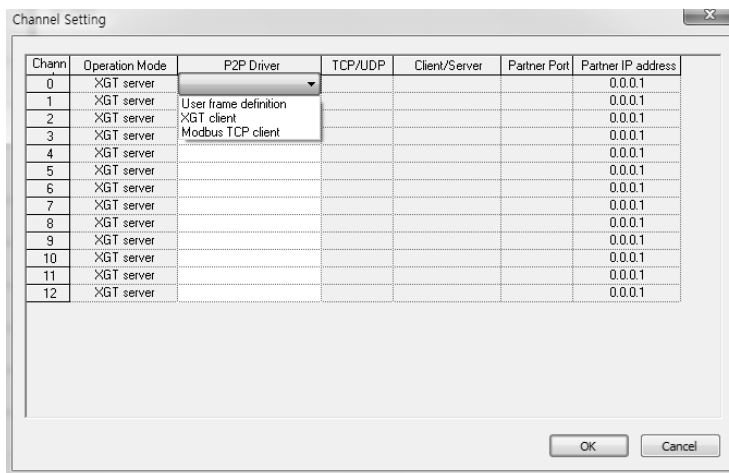 Channel Setting
Chann Operation Mode P2P Driver TCP/UDP Client/Server Partner Port Partner IP address
0 XGT server 0.0.0.1
1 XGT server User frame definition 0.0.0.1
2 XGT server XGT client 0.0.0.1
3 XGT server Modbus TCP client 0.0.0.1
4 XGT server 0.0.0.1
5 XGT server 0.0.0.1
6 XGT server 0.0.0.1
7 XGT server 0.0.0.1
8 XGT server 0.0.0.1
9 XGT server 0.0.0.1
10 XGT server 0.0.0.1
11 XGT server 0.0.0.1
12 XGT server 0.0.0.1
OK Cancel